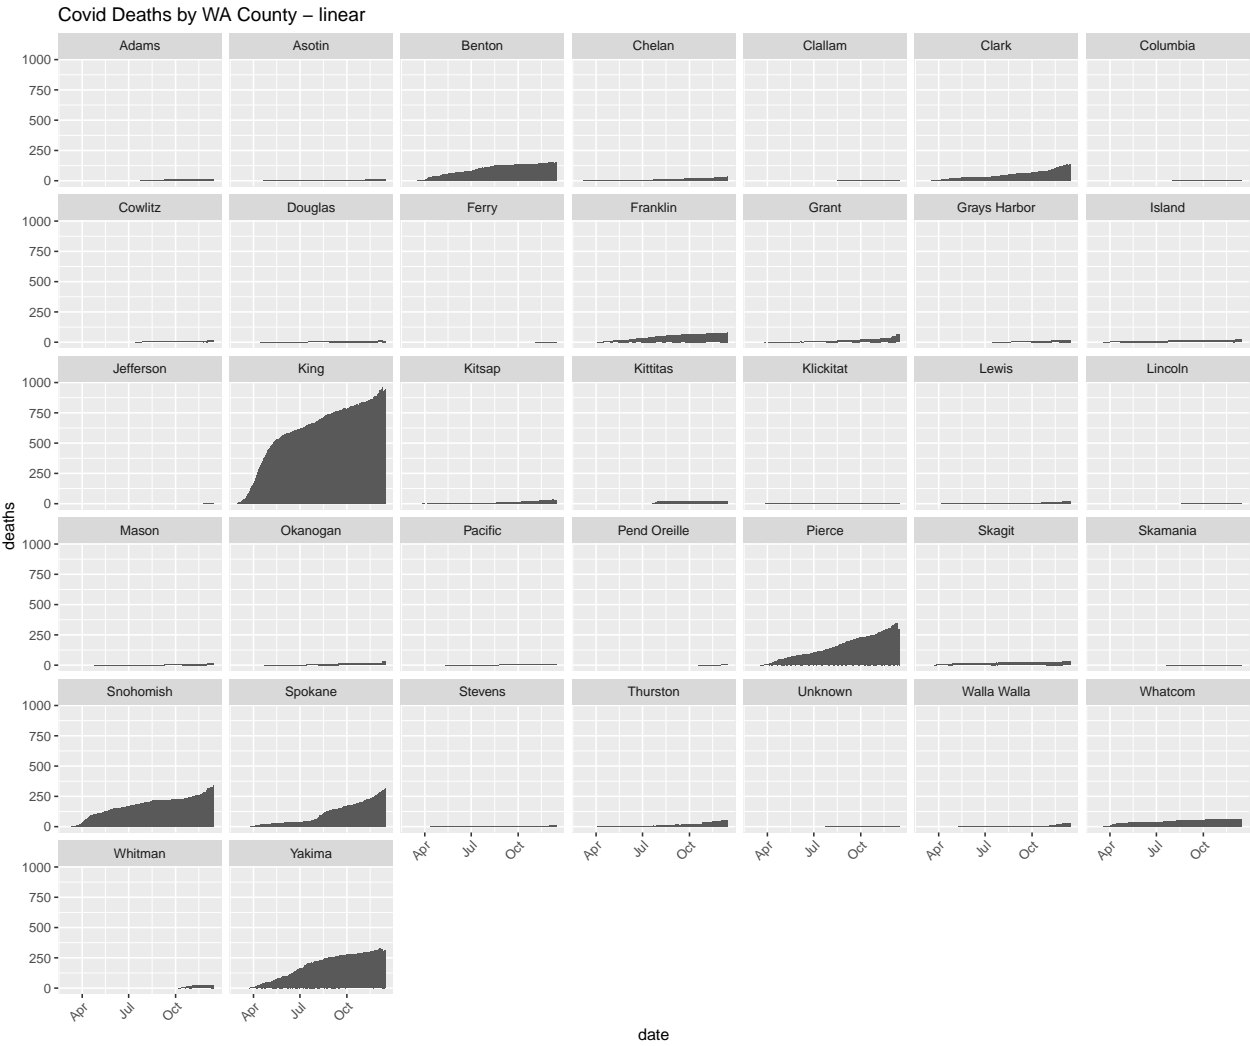 Covid Deaths by WA County – linear
Adams Asotin Benton Chelan Clallam Clark Columbia
1000
750
500
250
0
Cowlitz Douglas Ferry Franklin Grant Grays Harbor Island
1000
750
500
250
0
Jefferson King Kitsap Kittitas Klickitat Lewis Lincoln
1000
750
500
250
0
deaths
Mason Okanogan Pacific Pend Oreille Pierce Skagit Skamania
1000
750
500
250
0
Snohomish Spokane Stevens Thurston Unknown Walla Walla Whatcom
1000
750
500
250
0
Apr Jul Oct Apr Jul Oct Apr Jul Oct Apr Jul Oct Apr Jul Oct
Whitman Yakima
1000
750
500
250
0
Apr Jul Oct Apr Jul Oct
date